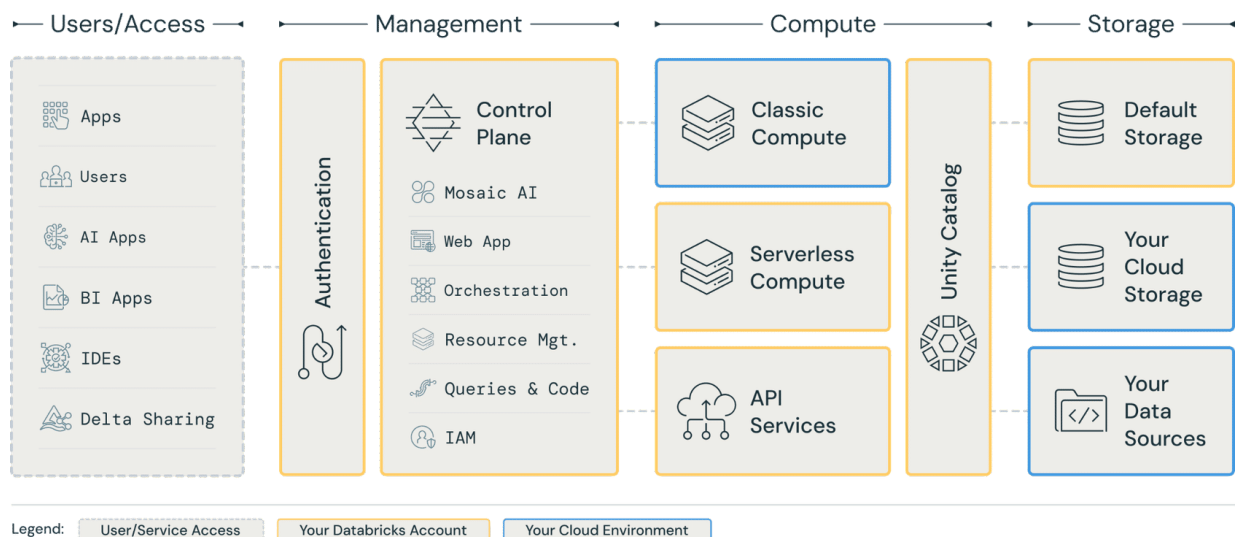 Users/Access
Management
Compute
Storage
Apps
Users
AI Apps
BI Apps
IDEs
Delta Sharing
Authentication
Control
Plane
Mosaic AI
Web App
Orchestration
Resource Mgt.
Queries & Code
IAM
Classic
Compute
Serverless
Compute
API
Services
Unity Catalog
Default
Storage
Your
Cloud
Storage
Your
Data
Sources
Legend:
User/Service Access
Your Databricks Account
Your Cloud Environment